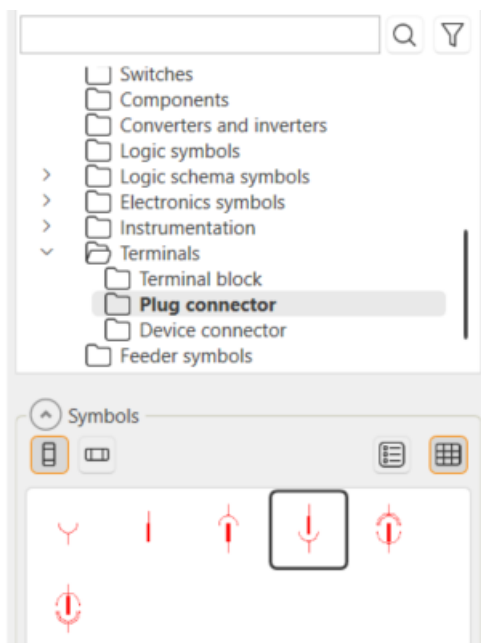 Switches
Components
Converters and inverters
Logic symbols
Logic schema symbols
Electronics symbols
Instrumentation
Terminals
Terminal block
Plug connector
Device connector
Feeder symbols
Symbols